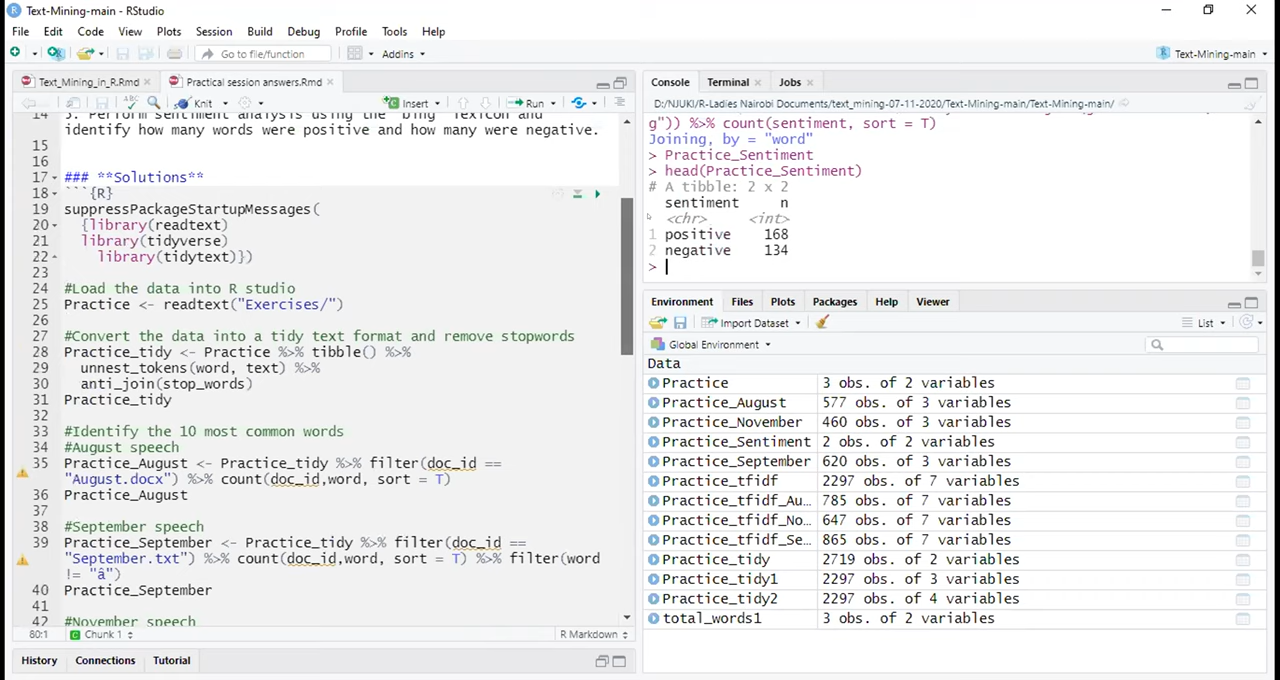 Text-Mining-main - RStudio
File Edit Code View Plots Session Build Debug Profile Tools Help
Go to file/function Addins Text-Mining-main
Text_Mining_in_R.Rmd Practical session answers.Rmd
Knit Insert Run
identify how many words were positive and how many were negative.
15
16
17 ### **Solutions**
18 ```{R}
19 suppressPackageStartupMessages(
20 {library(readtext)
21 library(tidyverse)
22 library(tidytext)})
23
24 #Load the data into R studio
25 Practice <- readtext("Exercises/")
26
27 #Convert the data into a tidy text format and remove stopwords
28 Practice_tidy <- Practice %>% tibble() %>%
29 unnest_tokens(word, text) %>%
30 anti_join(stop_words)
31 Practice_tidy
32
33 #Identify the 10 most common words
34 #August speech
35 Practice_August <- Practice_tidy %>% filter(doc_id ==
"August.docx") %>% count(doc_id,word, sort = T)
36 Practice_August
37
38 #September speech
39 Practice_September <- Practice_tidy %>% filter(doc_id ==
"September.txt") %>% count(doc_id,word, sort = T) %>% filter(word
!= "â")
40 Practice_September
41
42 #November speech
80:1 Chunk 1 R Markdown
History Connections Tutorial
Console Terminal Jobs
D:/NJUKI/R-Ladies Nairobi Documents/text_mining-07-11-2020/Text-Mining-main/Text-Mining-main/
g")) %>% count(sentiment, sort = T)
Joining, by = "word"
> Practice_Sentiment
> head(Practice_Sentiment)
# A tibble: 2 x 2
sentiment n
<chr> <int>
1 positive 168
2 negative 134
>
Environment Files Plots Packages Help Viewer
Import Dataset List
Global Environment
Data
Practice 3 obs. of 2 variables
Practice_August 577 obs. of 3 variables
Practice_November 460 obs. of 3 variables
Practice_Sentiment 2 obs. of 2 variables
Practice_September 620 obs. of 3 variables
Practice_tfidf 2297 obs. of 7 variables
Practice_tfidf_Au... 785 obs. of 7 variables
Practice_tfidf_No... 647 obs. of 7 variables
Practice_tfidf_Se... 865 obs. of 7 variables
Practice_tidy 2719 obs. of 2 variables
Practice_tidy1 2297 obs. of 3 variables
Practice_tidy2 2297 obs. of 4 variables
total_words1 3 obs. of 2 variables